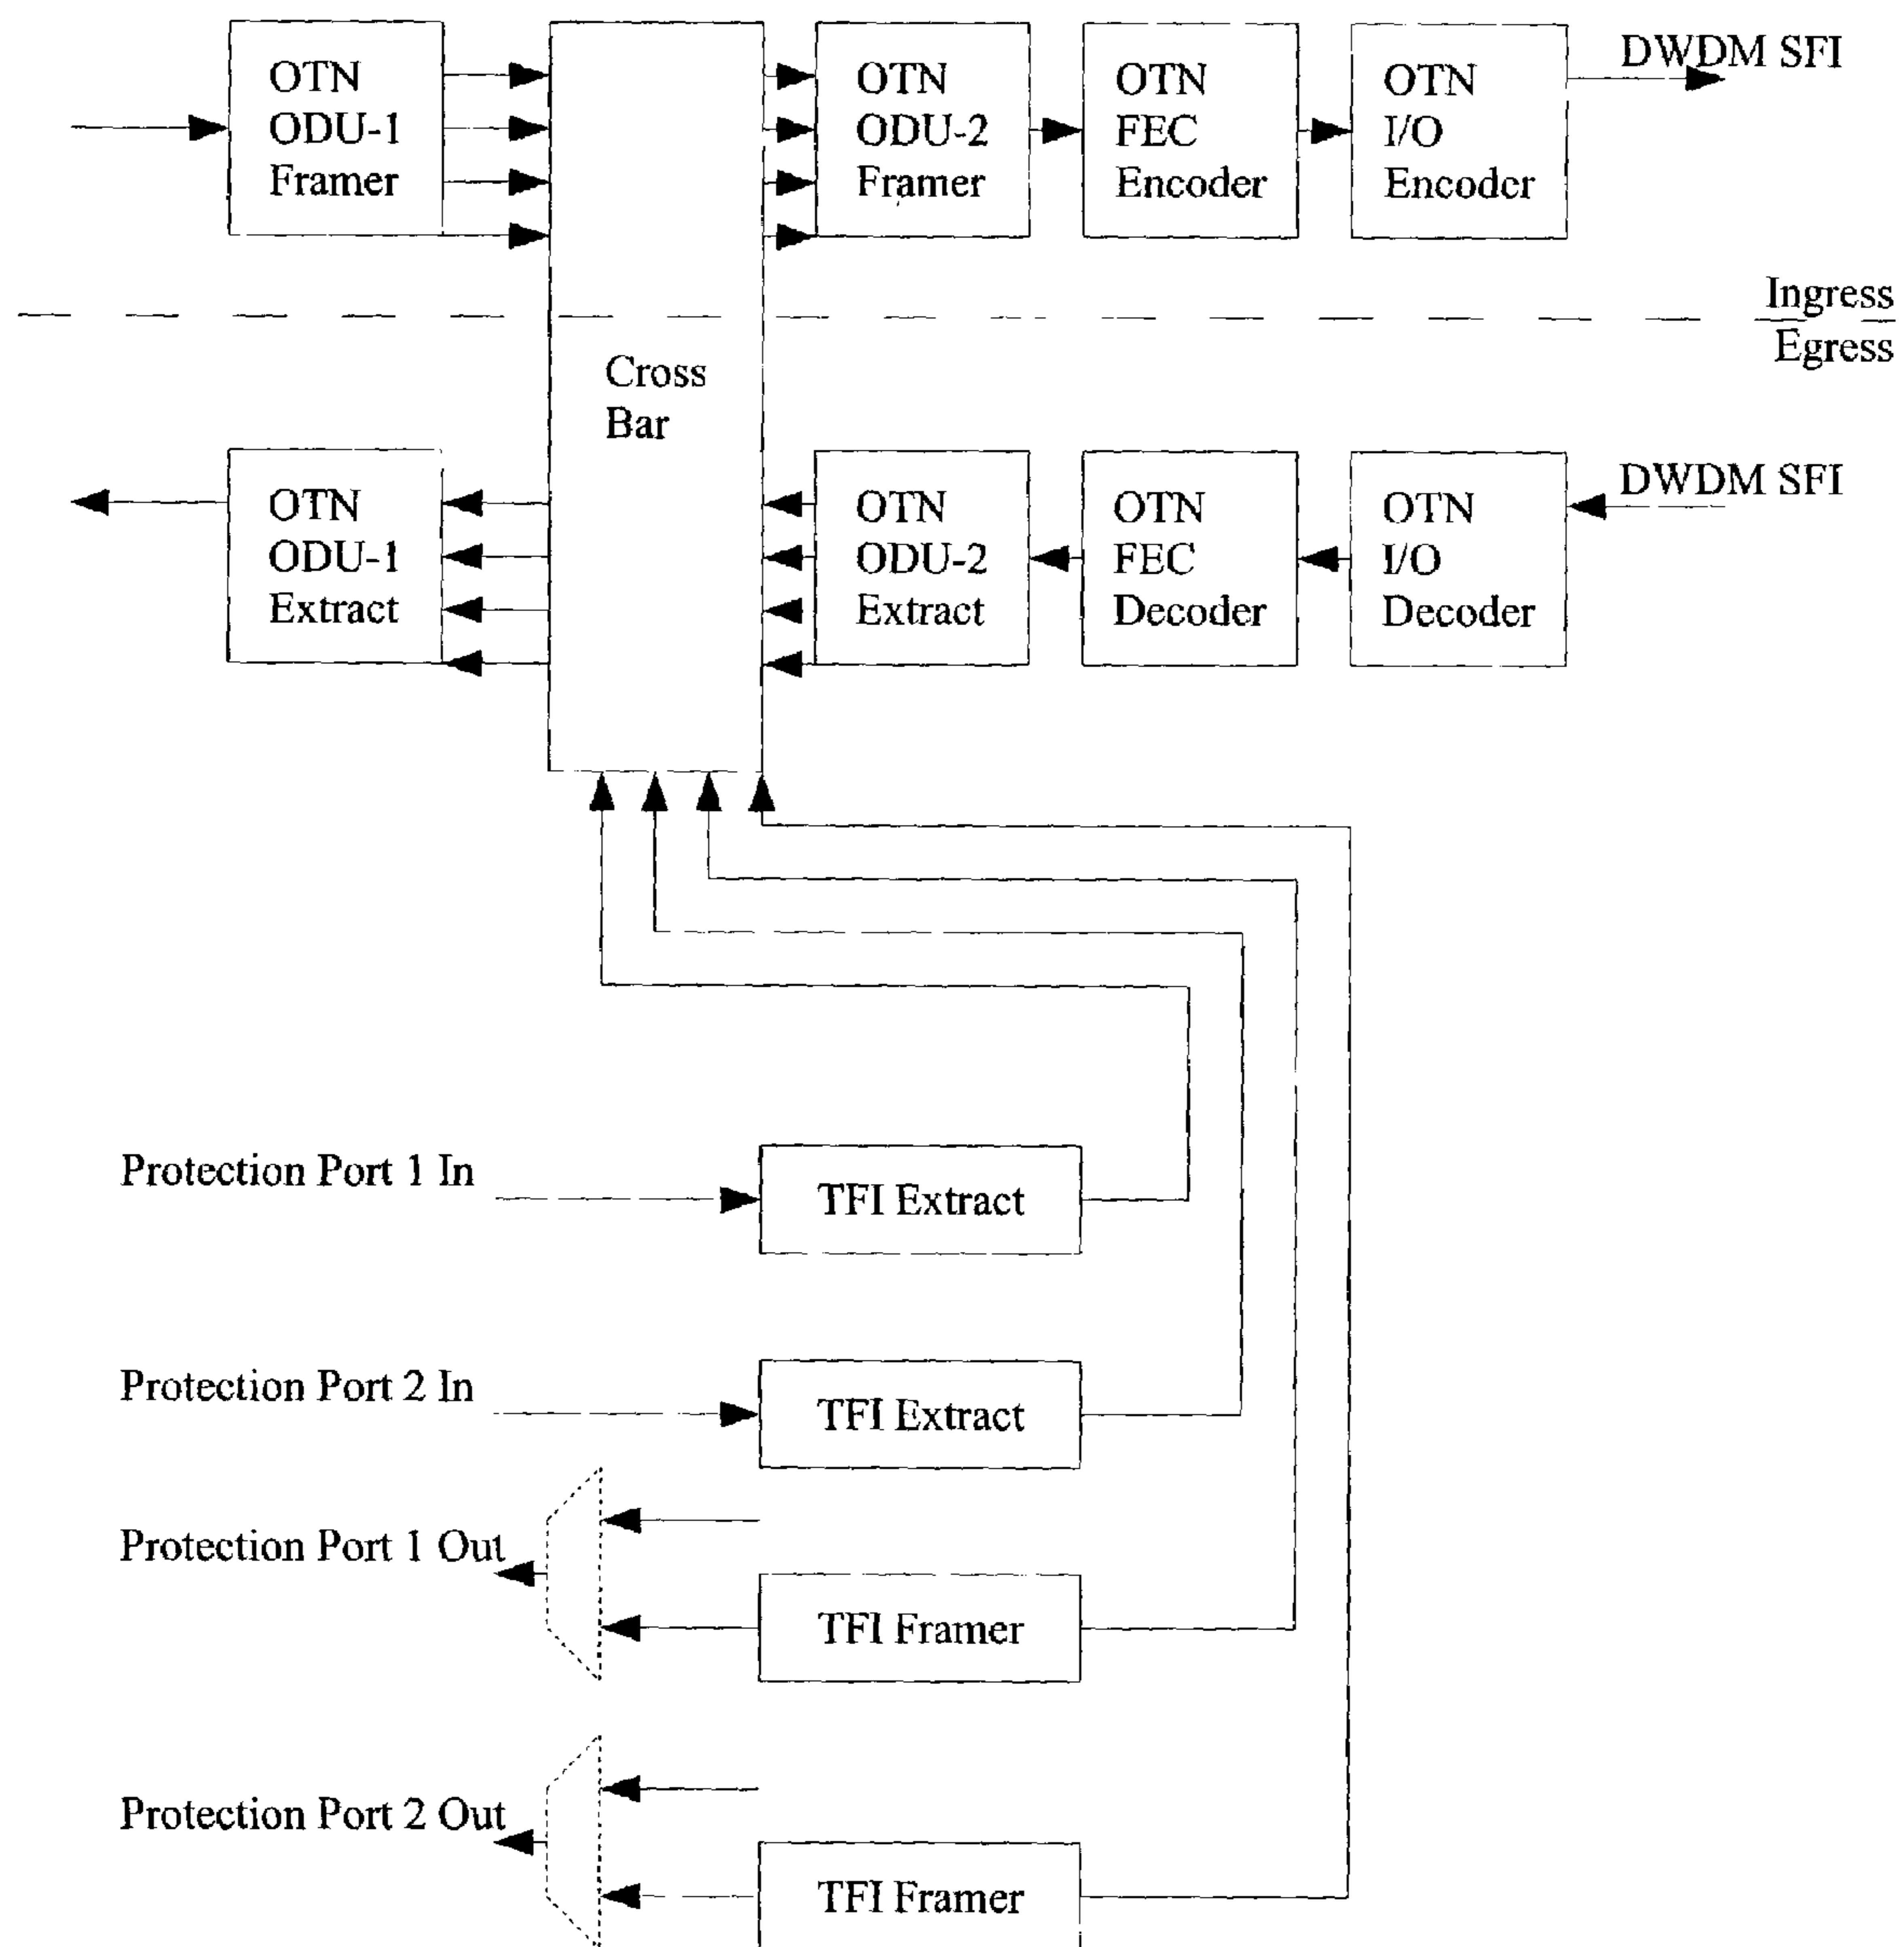 OTN
ODU-1
Framer
OTN
ODU-2
Framer
OTN
FEC
Encoder
OTN
I/O
Encoder
DWDM SFI
Ingress
Egress
Cross
Bar
OTN
ODU-1
Extract
OTN
ODU-2
Extract
OTN
FEC
Decoder
OTN
I/O
Decoder
DWDM SFI
Protection Port 1 In
TFI Extract
Protection Port 2 In
TFI Extract
Protection Port 1 Out
TFI Framer
Protection Port 2 Out
TFI Framer